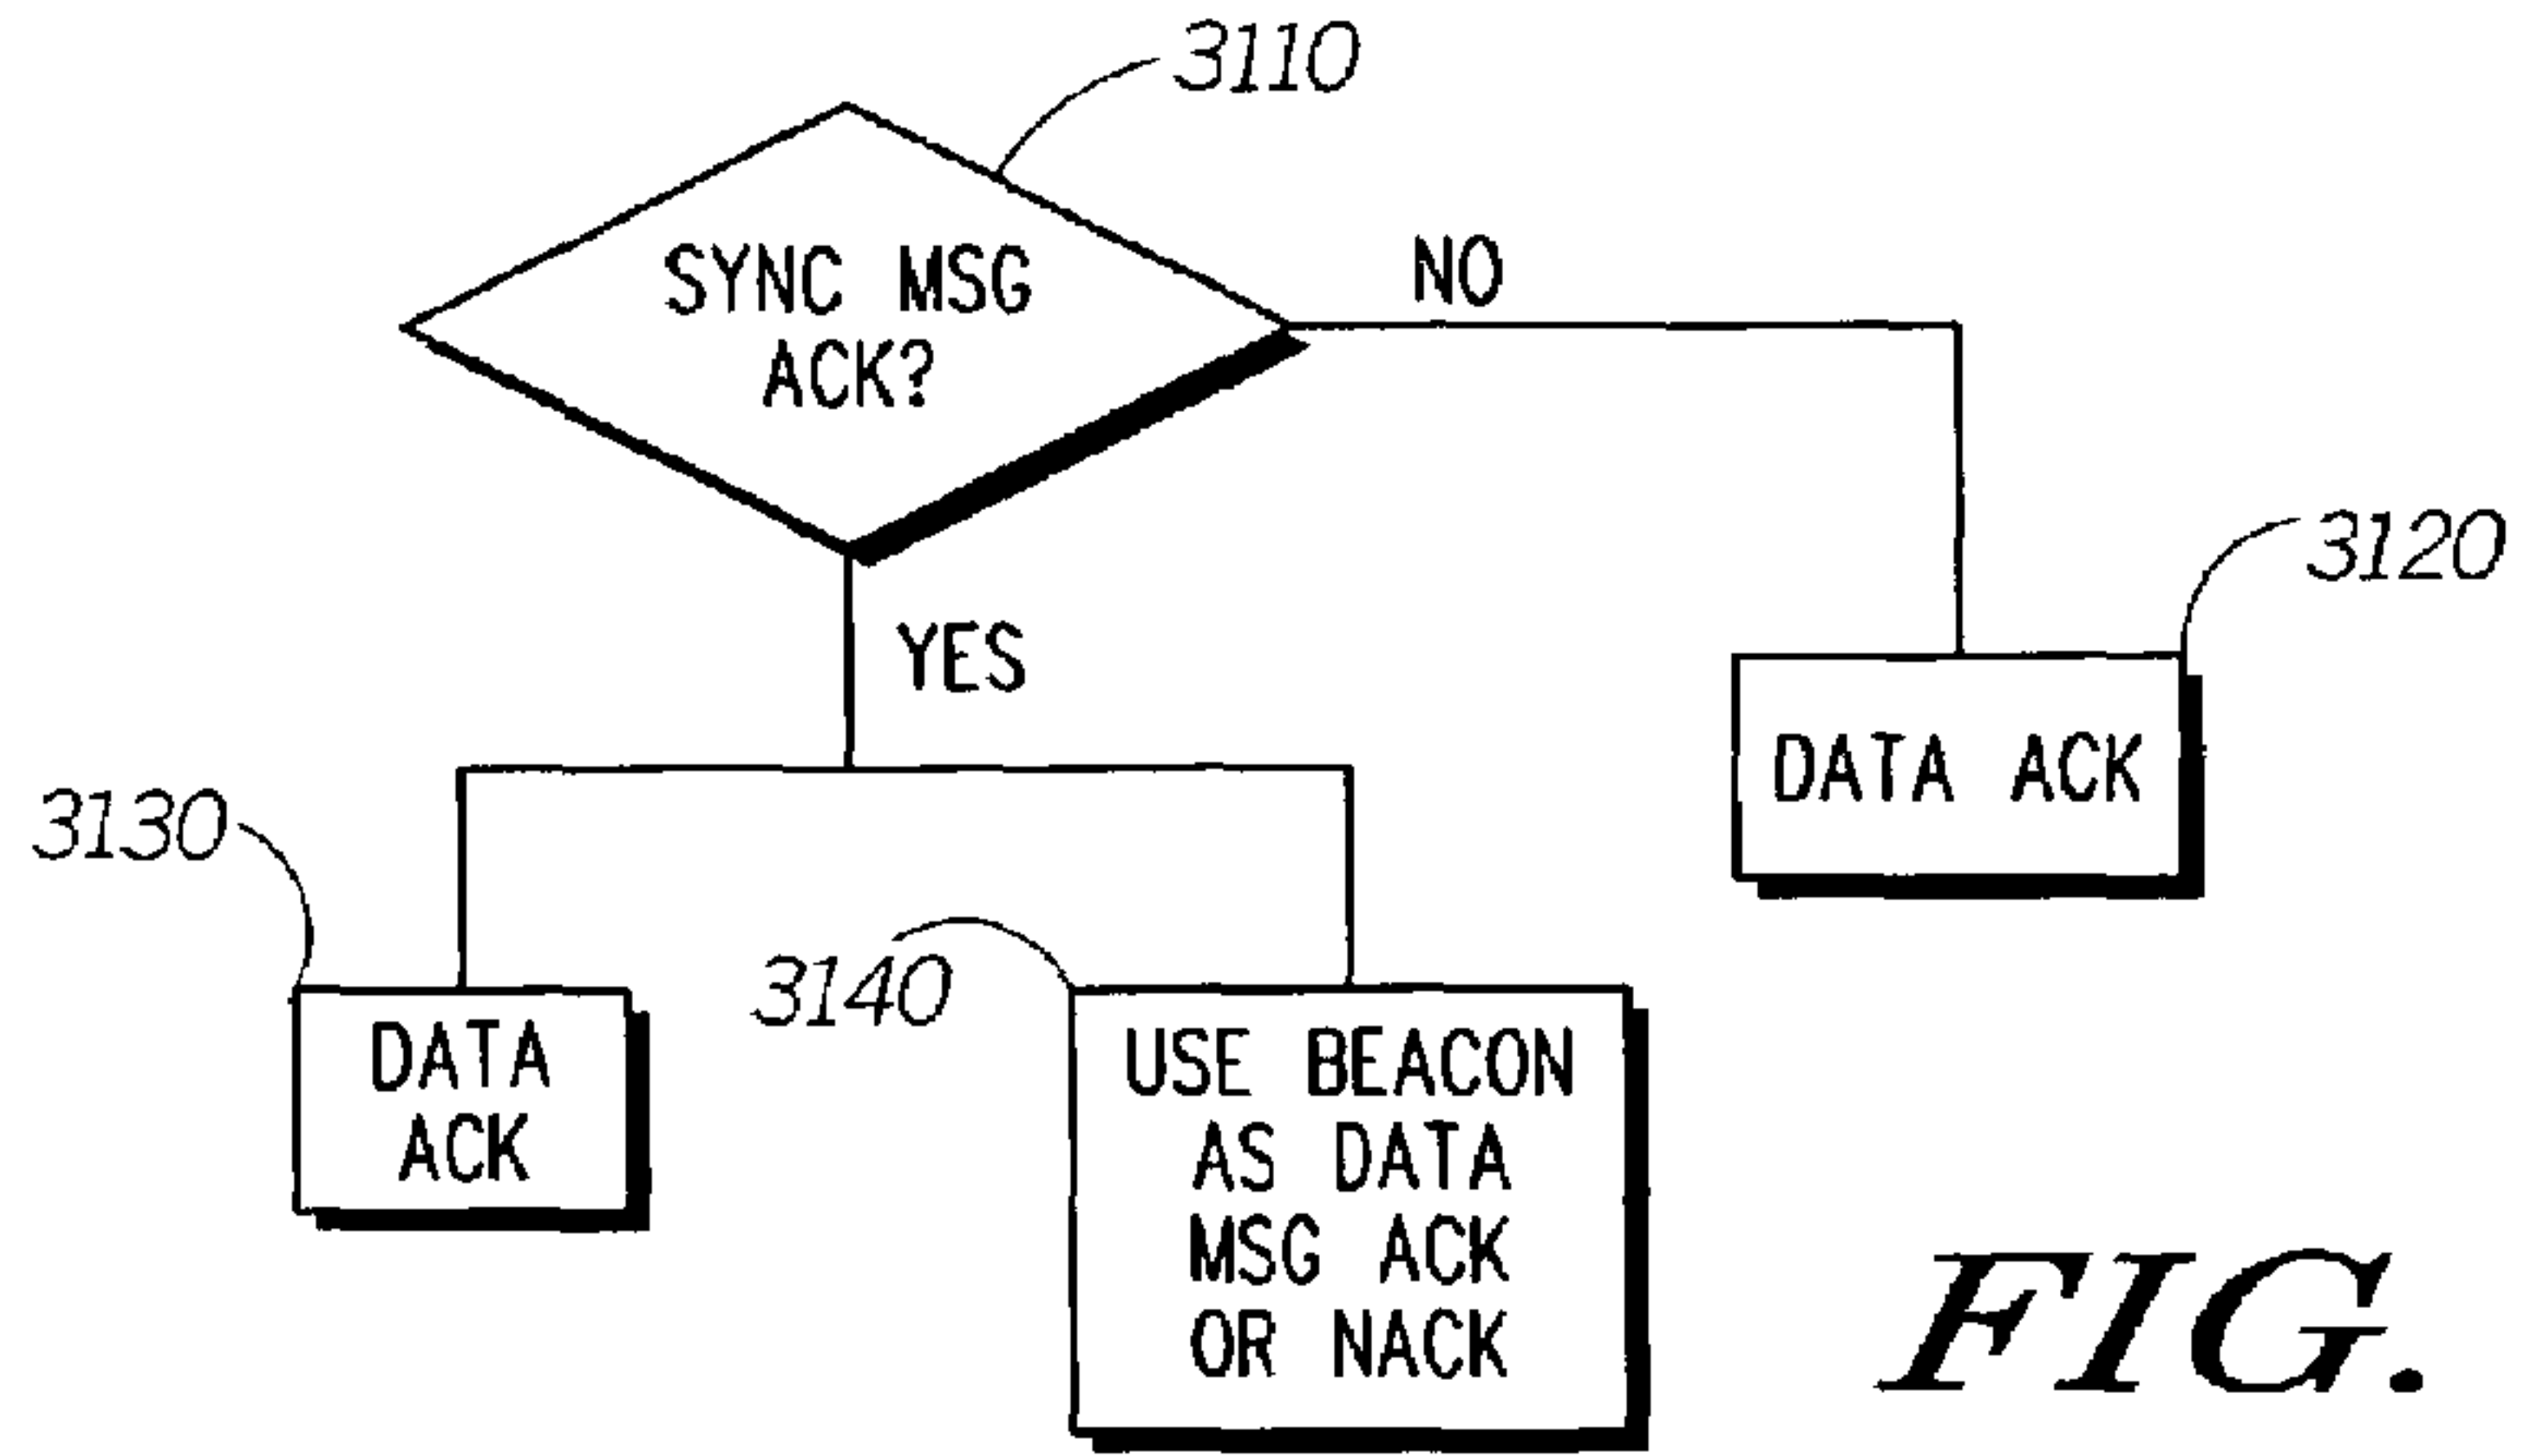 3110
SYNC MSG
ACK?
NO
YES
3120
DATA ACK
3130
DATA
ACK
3140
USE BEACON
AS DATA
MSG ACK
OR NACK
FIG.